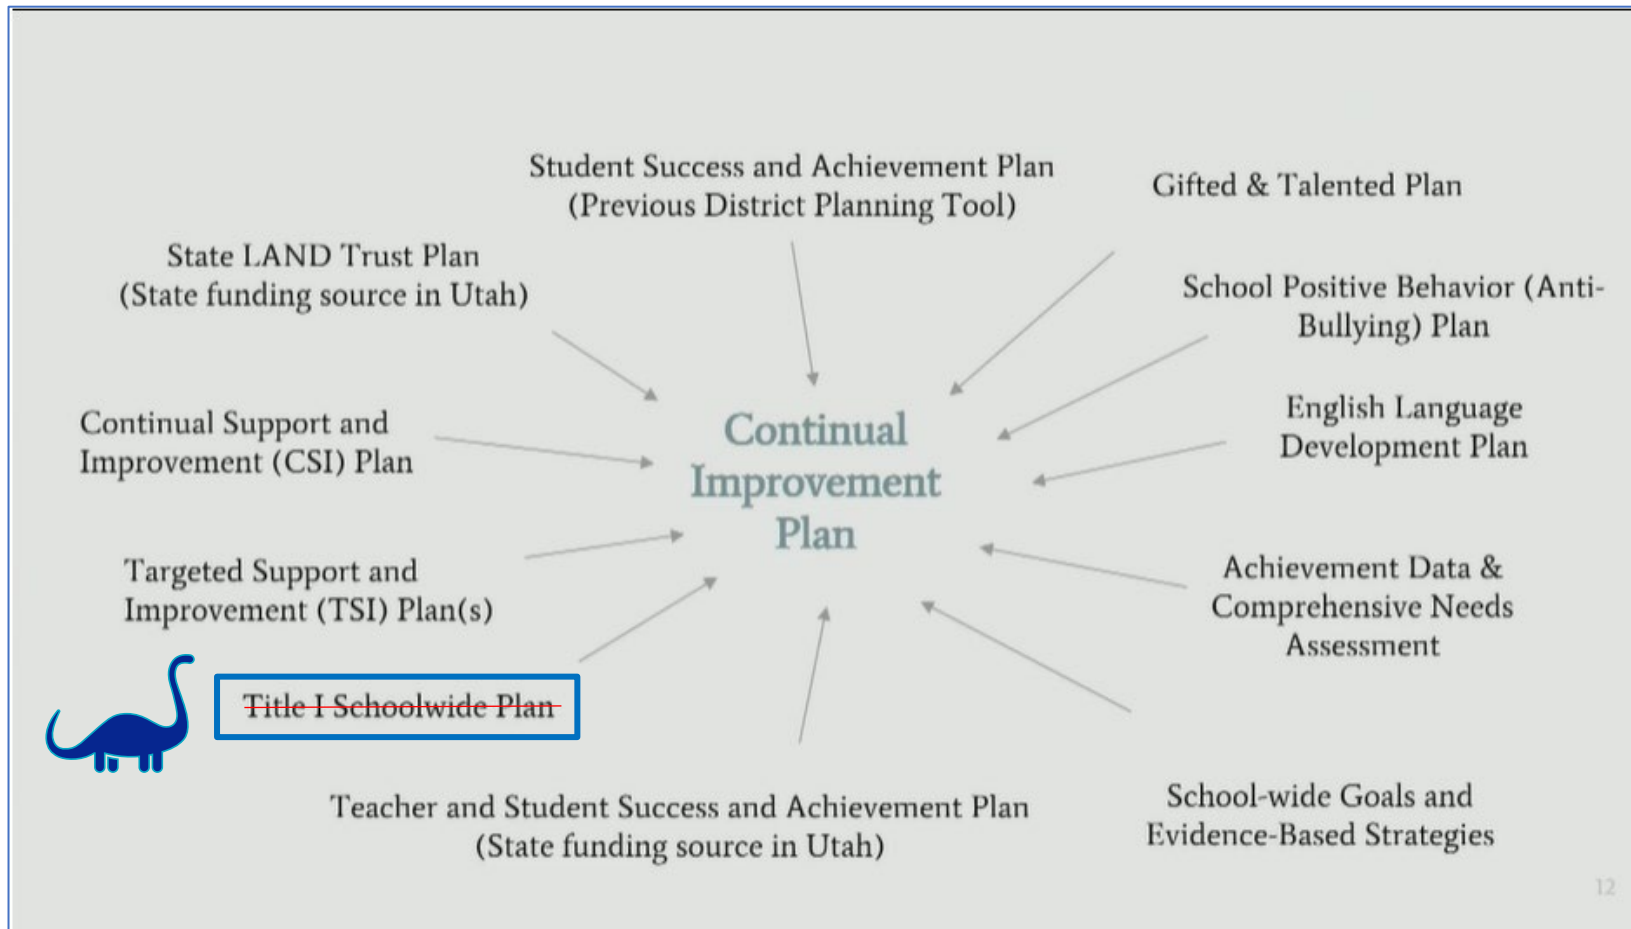 Student Success and Achievement Plan
(Previous District Planning Tool)
Gifted & Talented Plan
State LAND Trust Plan
(State funding source in Utah)
School Positive Behavior (Anti-
Bullying) Plan
Continual Support and
Improvement (CSI) Plan
Continual
Improvement
Plan
English Language
Development Plan
Targeted Support and
Improvement (TSI) Plan(s)
Achievement Data &
Comprehensive Needs
Assessment
Title I Schoolwide Plan
Teacher and Student Success and Achievement Plan
(State funding source in Utah)
School-wide Goals and
Evidence-Based Strategies
12